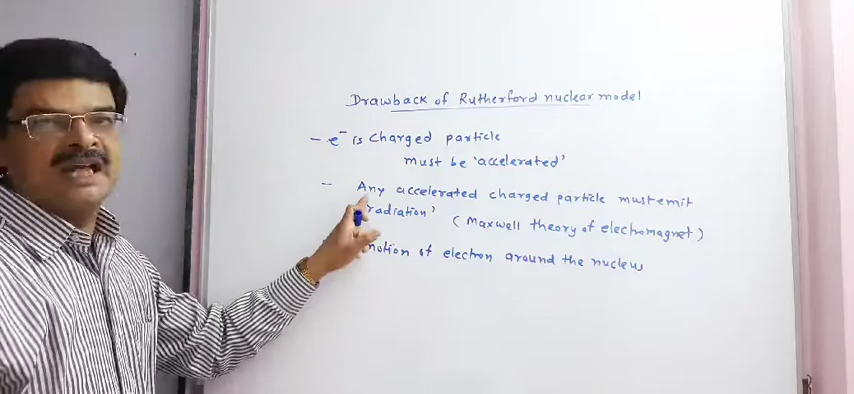 Drawback of Rutherford nuclear model
- e⁻ is charged particle
must be 'accelerated'
- Any accelerated charged particle must emit
radiation' (Maxwell theory of electromagnet)
motion of electron around the nucleus